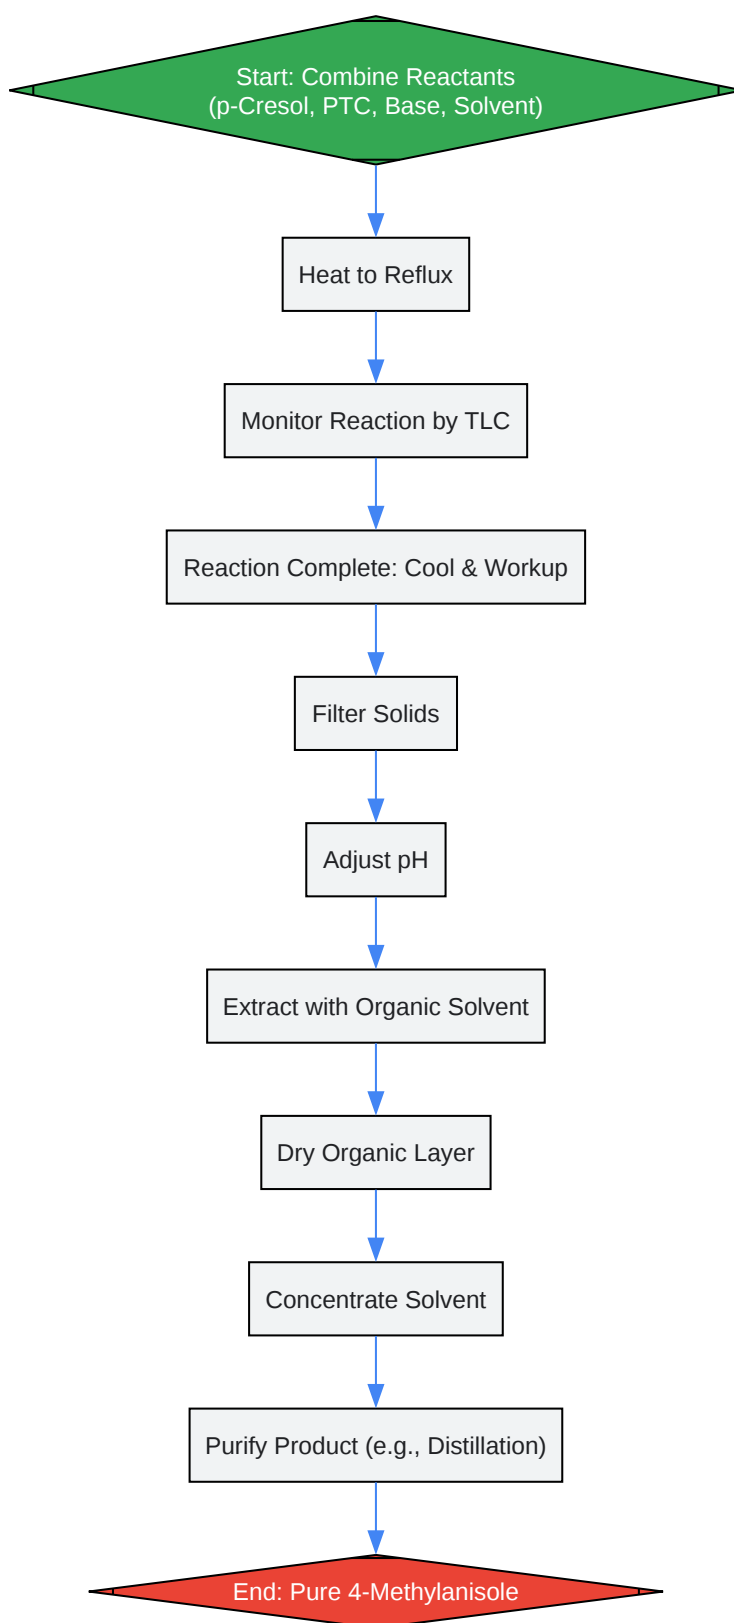 Start: Combine Reactants
(p-Cresol, PTC, Base, Solvent)
Heat to Reflux
Monitor Reaction by TLC
Reaction Complete: Cool & Workup
Filter Solids
Adjust pH
Extract with Organic Solvent
Dry Organic Layer
Concentrate Solvent
Purify Product (e.g., Distillation)
End: Pure 4-Methylanisole